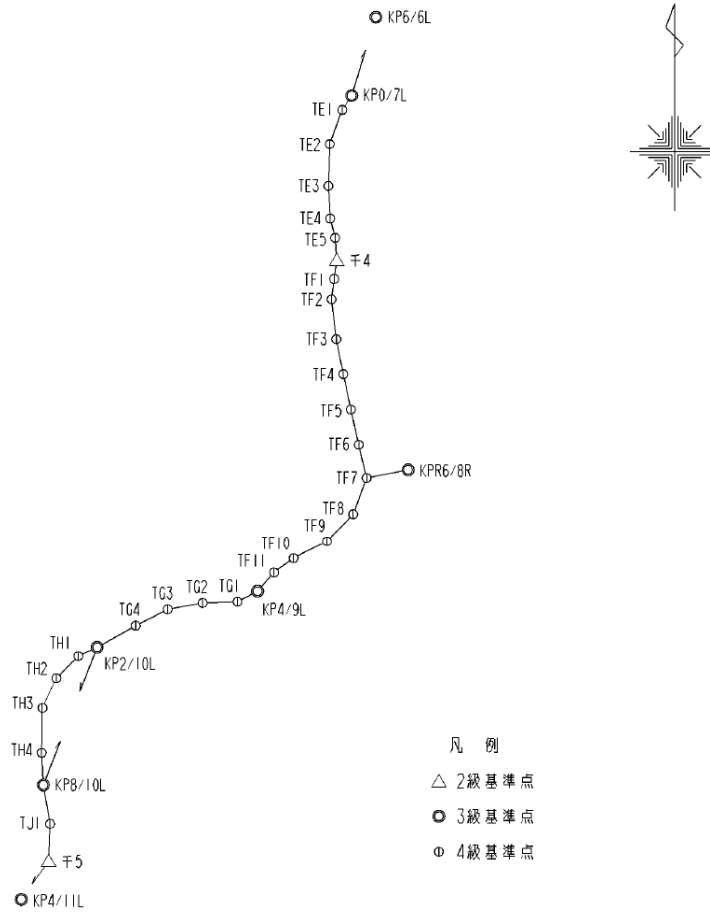 KP6/6L
KP0/7L
TE1
TE2
TE3
TE4
TE5
千4
TF1
TF2
TF3
TF4
TF5
TF6
TF7
KPR6/8R
TF8
TF9
TF10
TF11
KP4/9L
TG1
TG2
TG3
TG4
KP2/10L
TH1
TH2
TH3
TH4
KP8/10L
TJ1
千5
KP4/11L
凡 例
2級基準点
3級基準点
4級基準点